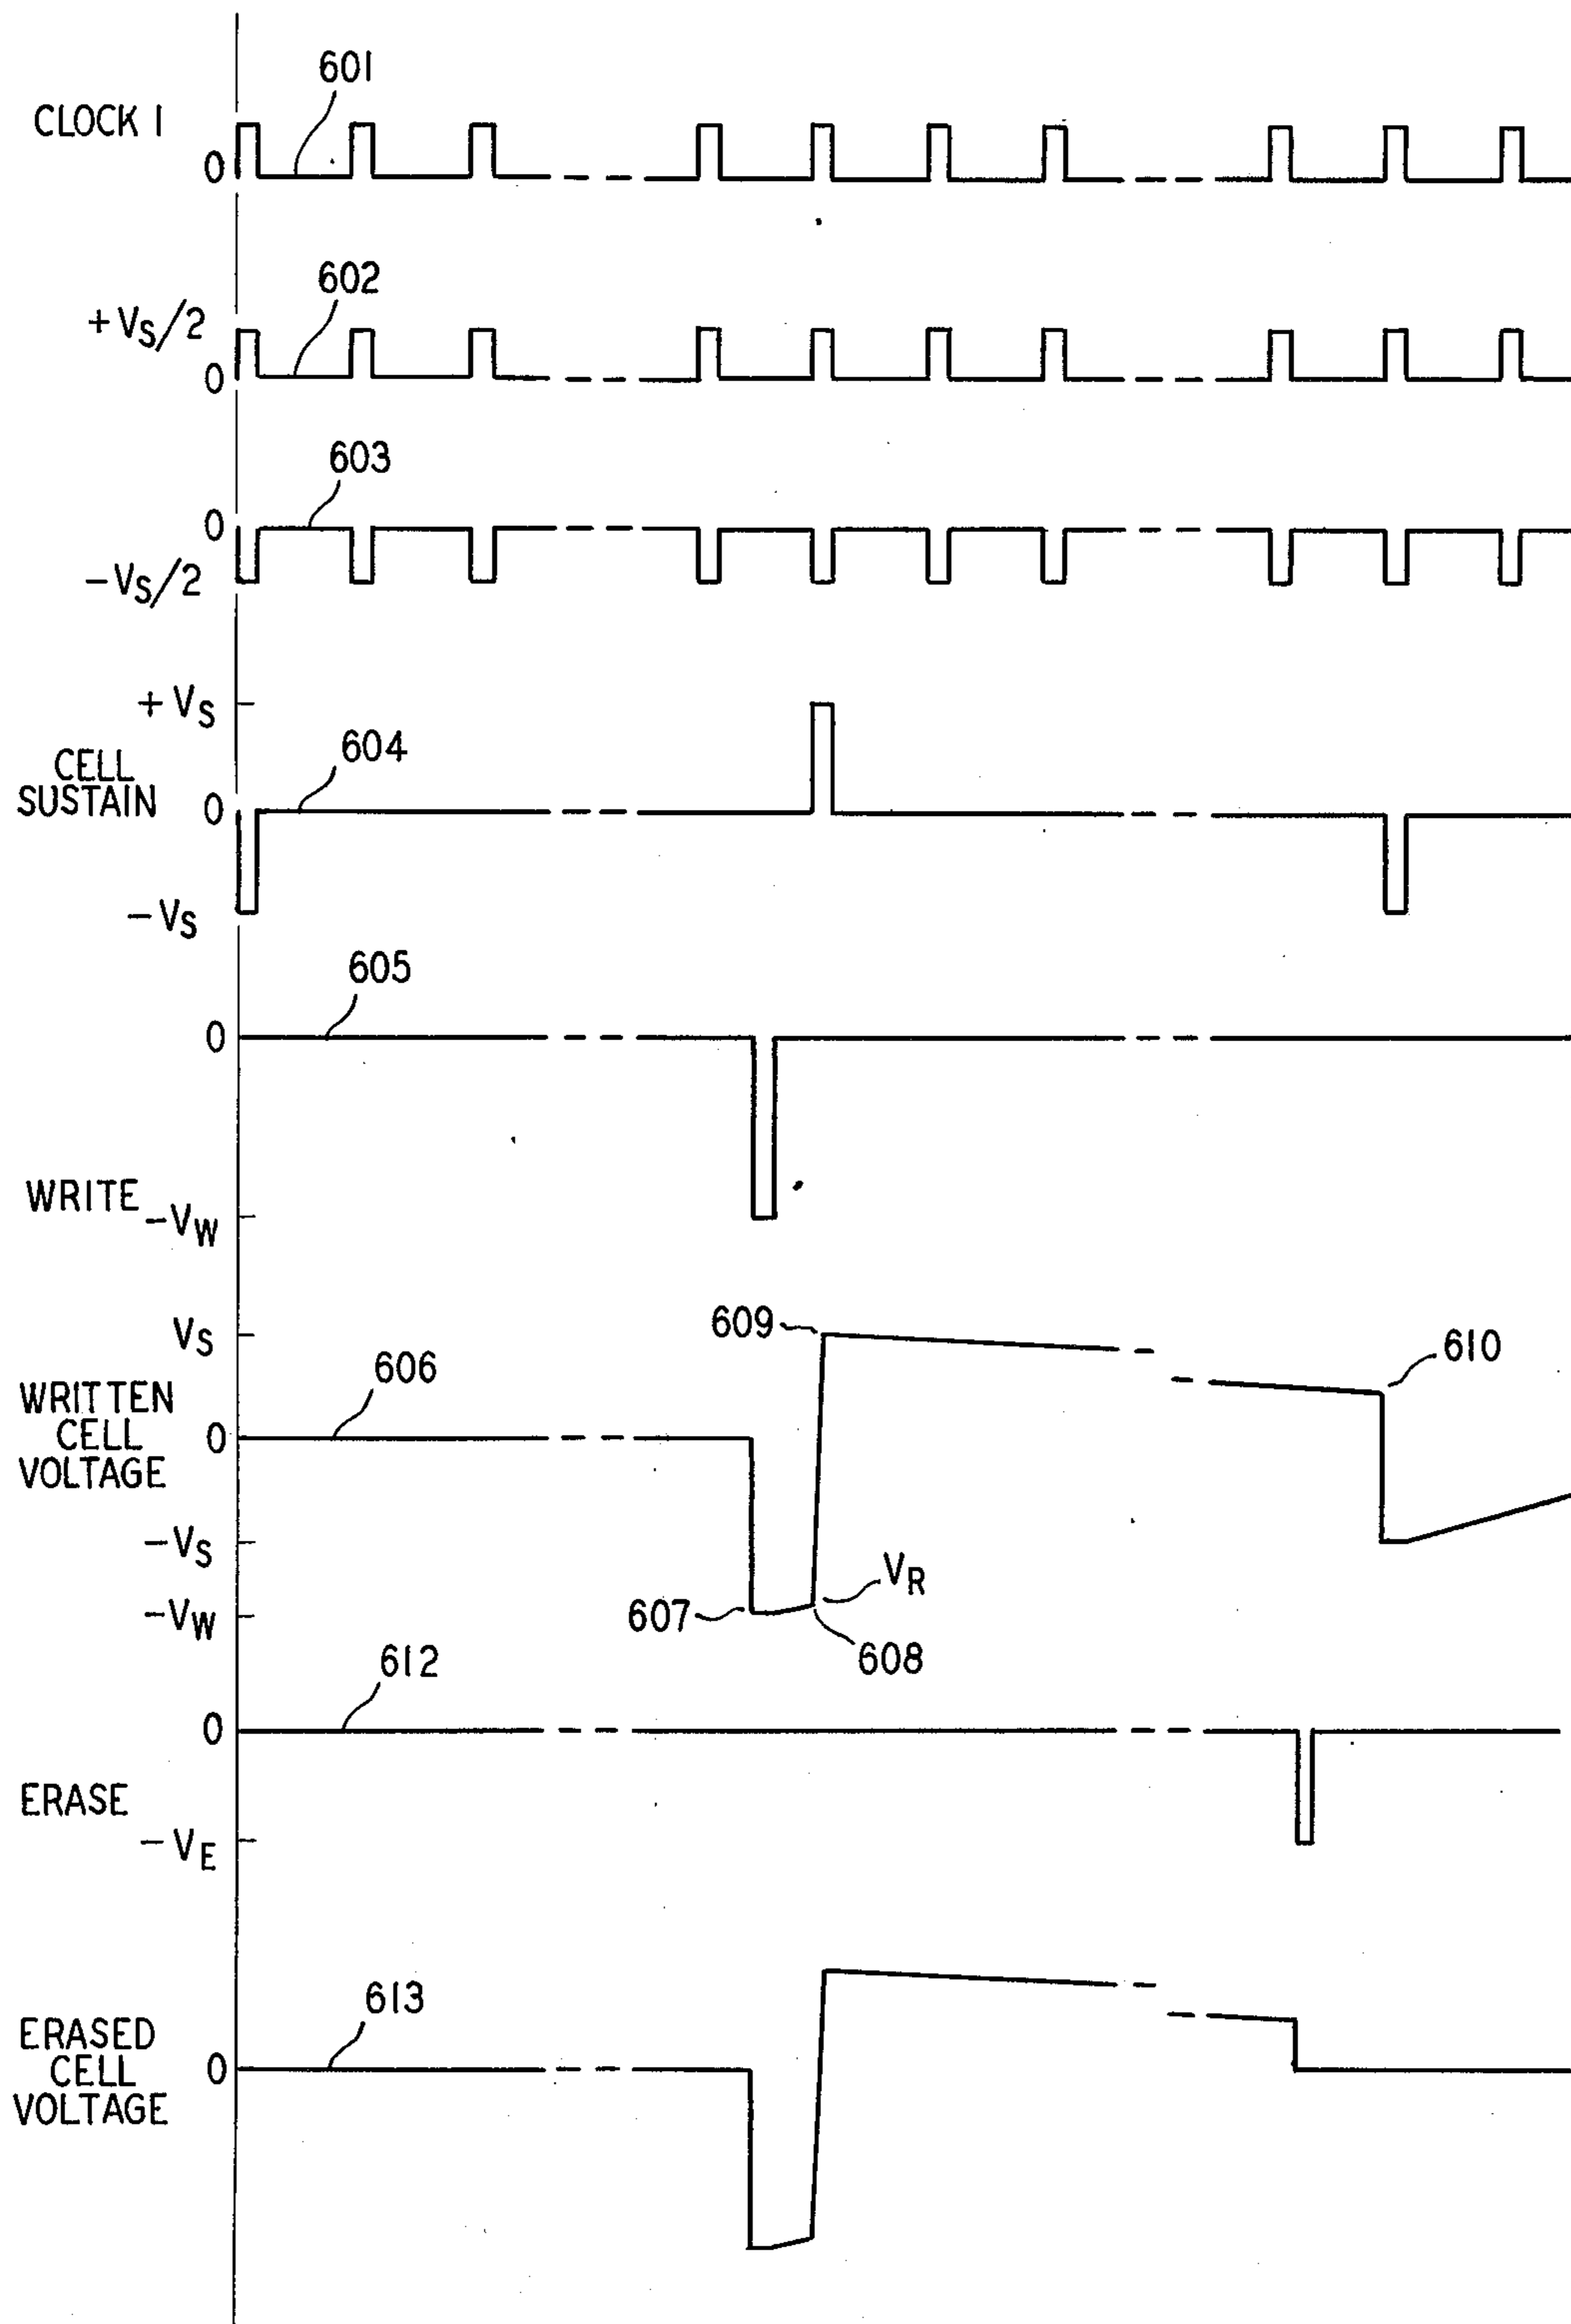 601
CLOCK 1
0
602
+VS/2
0
603
0
-VS/2
+VS
604
CELL
SUSTAIN
0
-VS
605
0
WRITE
-VW
609
VS
610
606
WRITTEN
CELL
VOLTAGE
0
-VS
VR
-VW
607
608
612
0
ERASE
-VE
613
ERASED
CELL
VOLTAGE
0